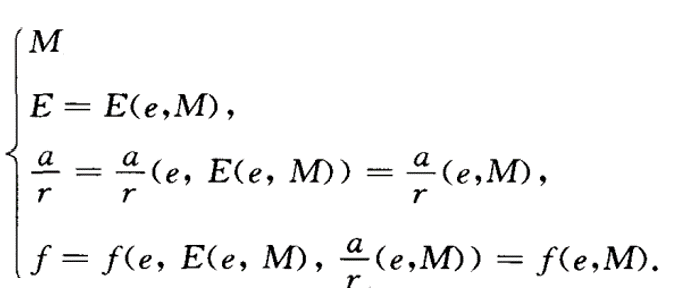 M
E = E(e,M),
a/r = a/r (e, E(e, M)) = a/r (e,M),
f = f(e, E(e, M), a/r (e,M)) = f(e,M).